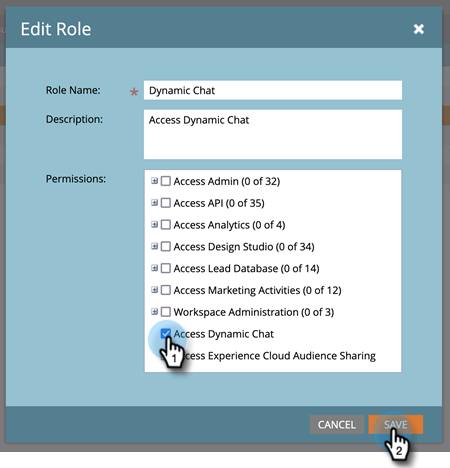 Edit Role
Role Name: * Dynamic Chat
Description: Access Dynamic Chat
Permissions:
Access Admin (0 of 32)
Access API (0 of 35)
Access Analytics (0 of 4)
Access Design Studio (0 of 34)
Access Lead Database (0 of 14)
Access Marketing Activities (0 of 12)
Workspace Administration (0 of 3)
Access Dynamic Chat
1
Access Experience Cloud Audience Sharing
CANCEL SAVE
2